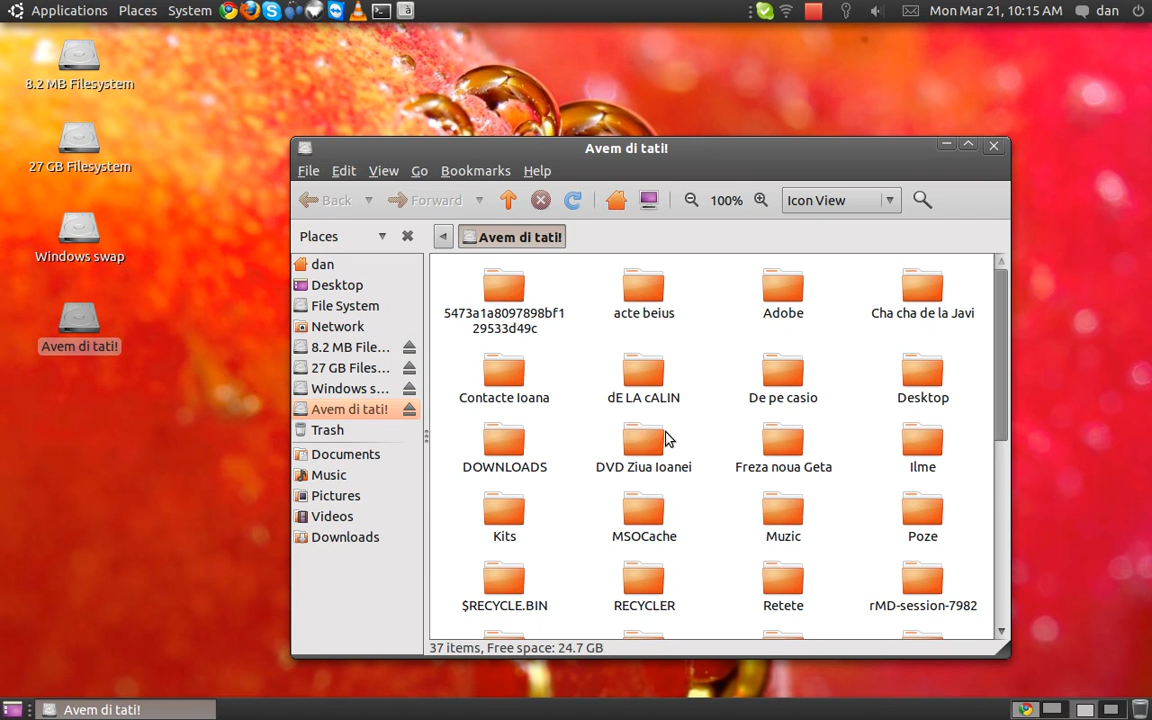 Applications Places System
Mon Mar 21, 10:15 AM dan
8.2 MB Filesystem
27 GB Filesystem
Windows swap
Avem di tati!
Avem di tati!
File Edit View Go Bookmarks Help
Back Forward 100% Icon View
Places Avem di tati!
dan
Desktop
File System
Network
8.2 MB File...
27 GB Files...
Windows s...
Avem di tati!
Trash
Documents
Music
Pictures
Videos
Downloads
5473a1a8097898bf1
29533d49c
acte beius
Adobe
Cha cha de la Javi
Contacte Ioana
dE LA cALIN
De pe casio
Desktop
DOWNLOADS
DVD Ziua Ioanei
Freza noua Geta
Ilme
Kits
MSOCache
Muzic
Poze
$RECYCLE.BIN
RECYCLER
Retete
rMD-session-7982
37 items, Free space: 24.7 GB
Avem di tati!